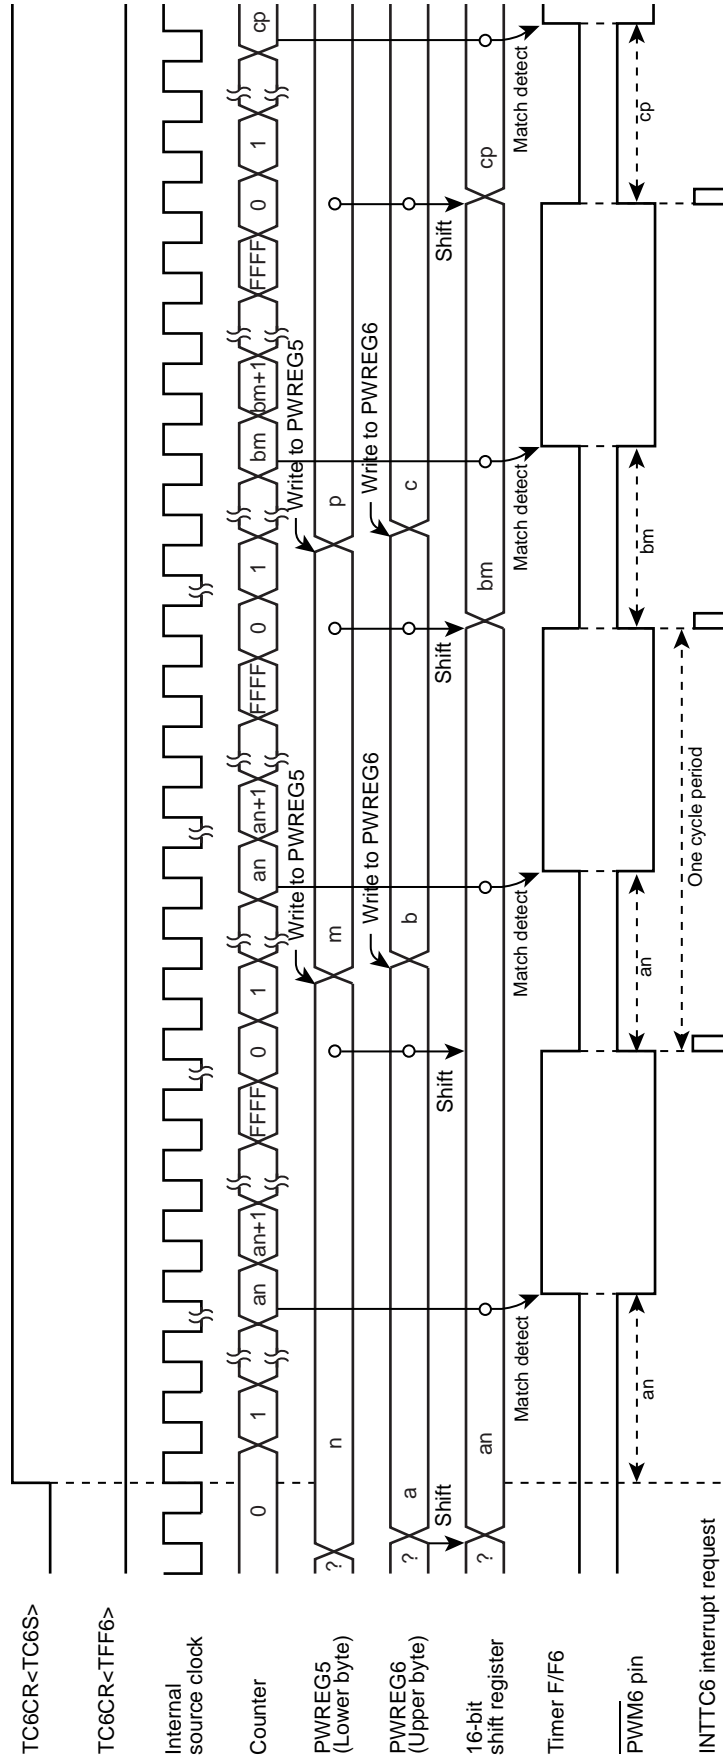 TC6CR<TC6S>
TC6CR<TFF6>
Internal
source clock
Counter
0 1 an an+1 FFFF 0 1 an an+1 FFFF 0 1 bm bm+1 FFFF 0 1 cp
Write to PWREG5 Write to PWREG5
PWREG5
(Lower byte)
? n m p
Write to PWREG6 Write to PWREG6
PWREG6
(Upper byte)
? a b c
Shift Shift Shift Shift
16-bit
shift register
? an bm cp
Match detect Match detect Match detect Match detect
Timer F/F6
PWM6 pin
an an bm cp
One cycle period
INTTC6 interrupt request